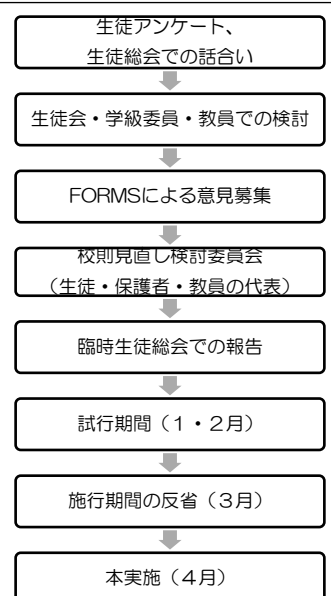 生徒アンケート、
生徒総会での話合い
生徒会・学級委員・教員での検討
FORMSによる意見募集
校則見直し検討委員会
（生徒・保護者・教員の代表）
臨時生徒総会での報告
試行期間（１・２月）
施行期間の反省（３月）
本実施（４月）